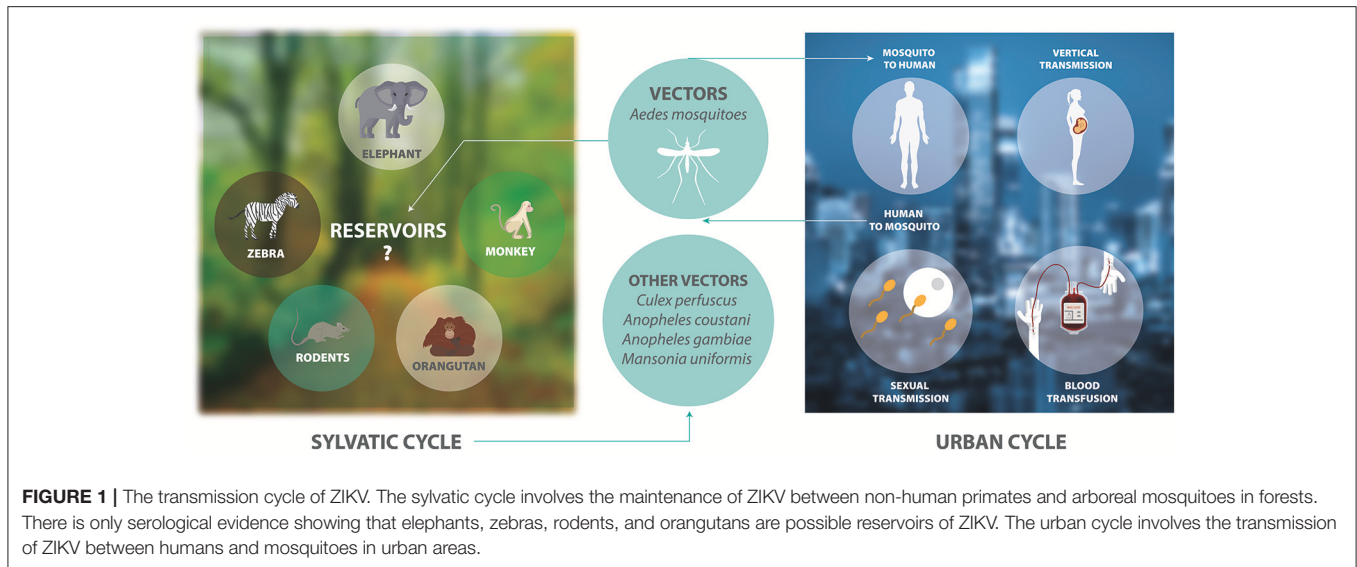 ELEPHANT
ZEBRA
RESERVOIRS
?
MONKEY
RODENTS
ORANGUTAN
SYLVATIC CYCLE
VECTORS
Aedes mosquitoes
OTHER VECTORS
Culex perfuscus
Anopheles coustani
Anopheles gambiae
Mansonia uniformis
MOSQUITO
TO HUMAN
VERTICAL
TRANSMISSION
HUMAN
TO MOSQUITO
SEXUAL
TRANSMISSION
BLOOD
TRANSFUSION
URBAN CYCLE
FIGURE 1 | The transmission cycle of ZIKV. The sylvatic cycle involves the maintenance of ZIKV between non-human primates and arboreal mosquitoes in forests.
There is only serological evidence showing that elephants, zebras, rodents, and orangutans are possible reservoirs of ZIKV. The urban cycle involves the transmission
of ZIKV between humans and mosquitoes in urban areas.